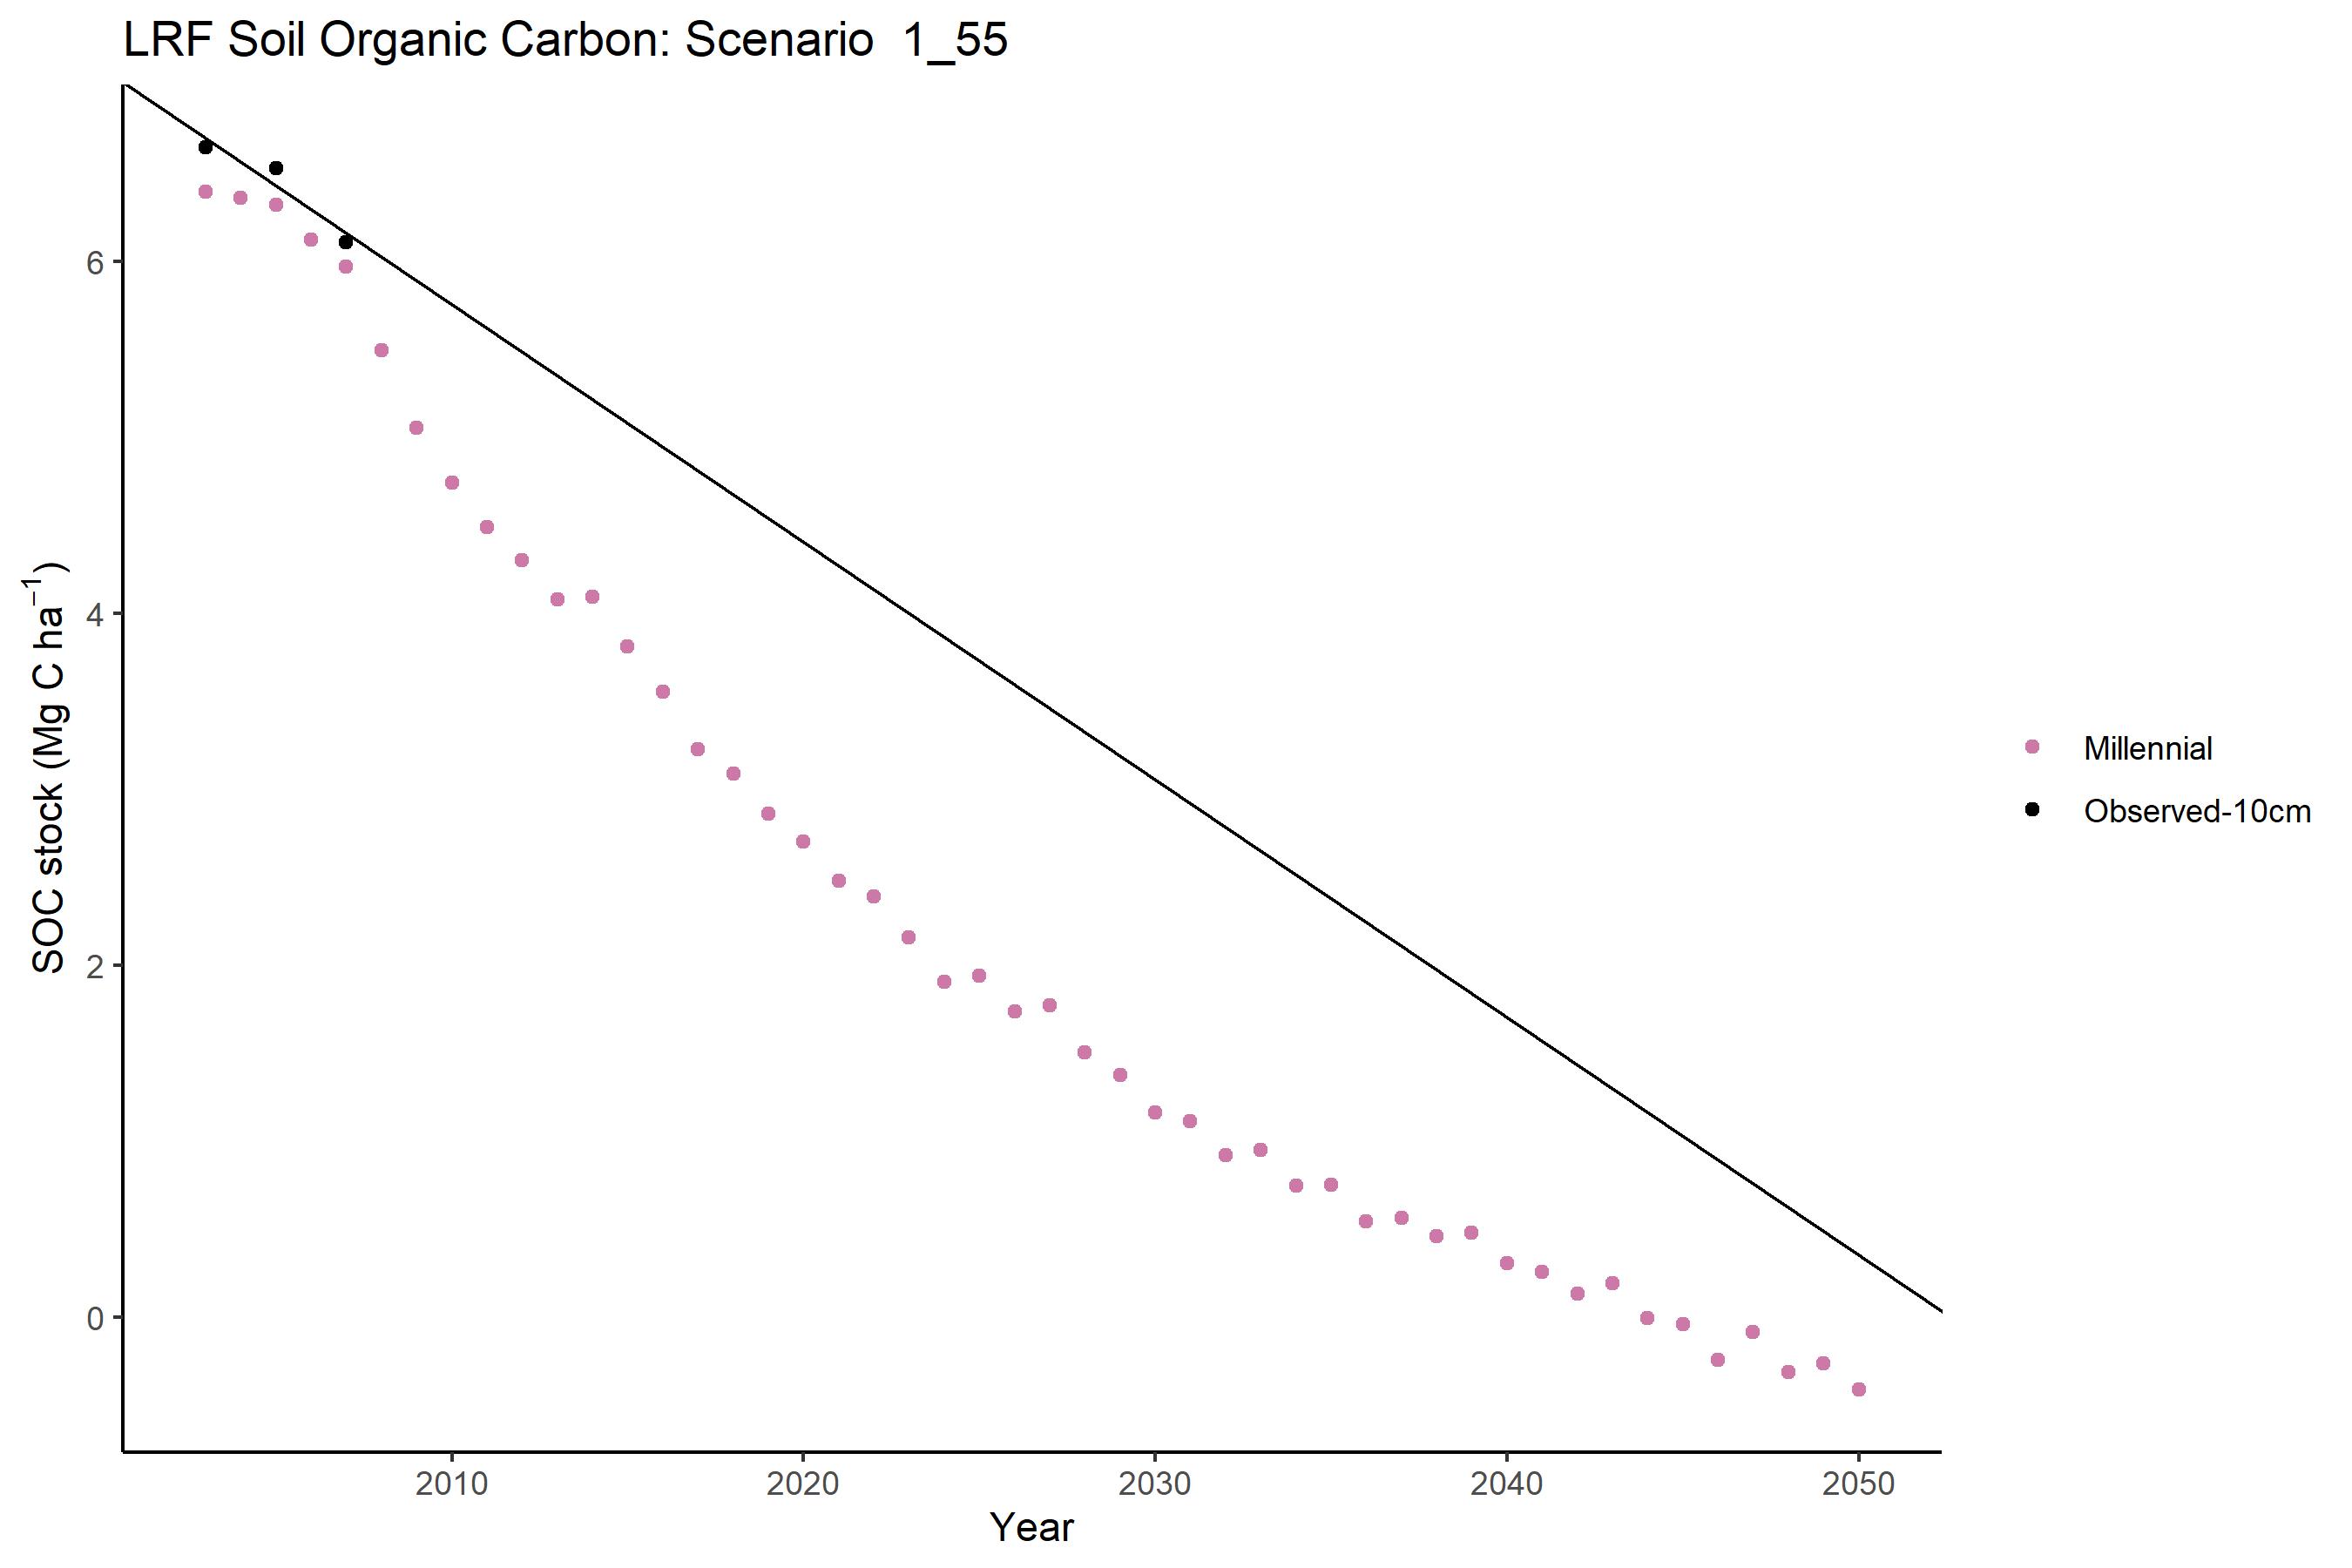 LRF Soil Organic Carbon: Scenario  1_55
SOC stock (Mg C ha⁻¹)
6
4
2
0
2010
2020
2030
2040
2050
Year
Millennial
Observed-10cm